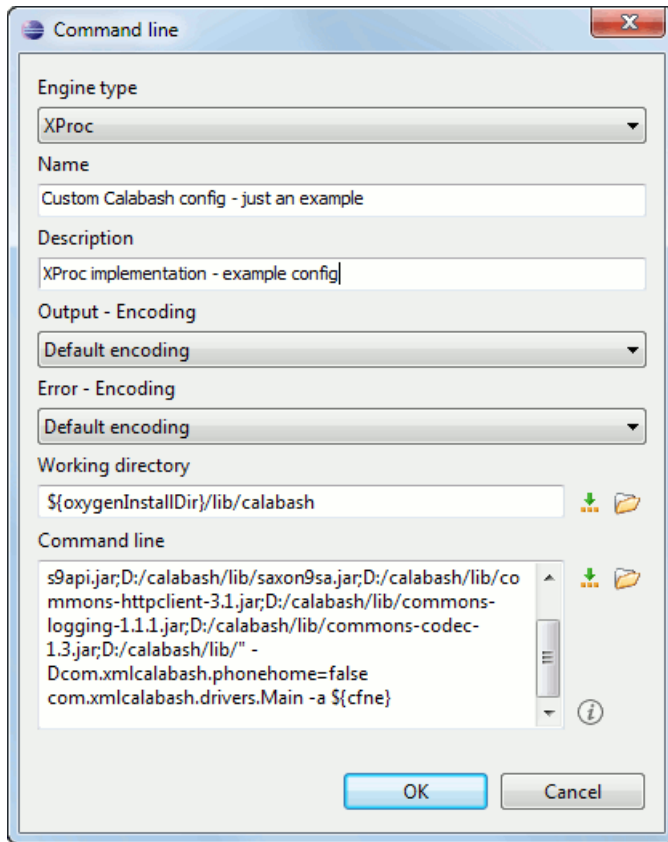 Command line
Engine type
XProc
Name
Custom Calabash config - just an example
Description
XProc implementation - example config
Output - Encoding
Default encoding
Error - Encoding
Default encoding
Working directory
${oxygenInstallDir}/lib/calabash
Command line
s9api.jar;D:/calabash/lib/saxon9sa.jar;D:/calabash/lib/co
mmons-httpclient-3.1.jar;D:/calabash/lib/commons-
logging-1.1.1.jar;D:/calabash/lib/commons-codec-
1.3.jar;D:/calabash/lib/" -
Dcom.xmlcalabash.phonehome=false
com.xmlcalabash.drivers.Main -a ${cfne}
OK
Cancel